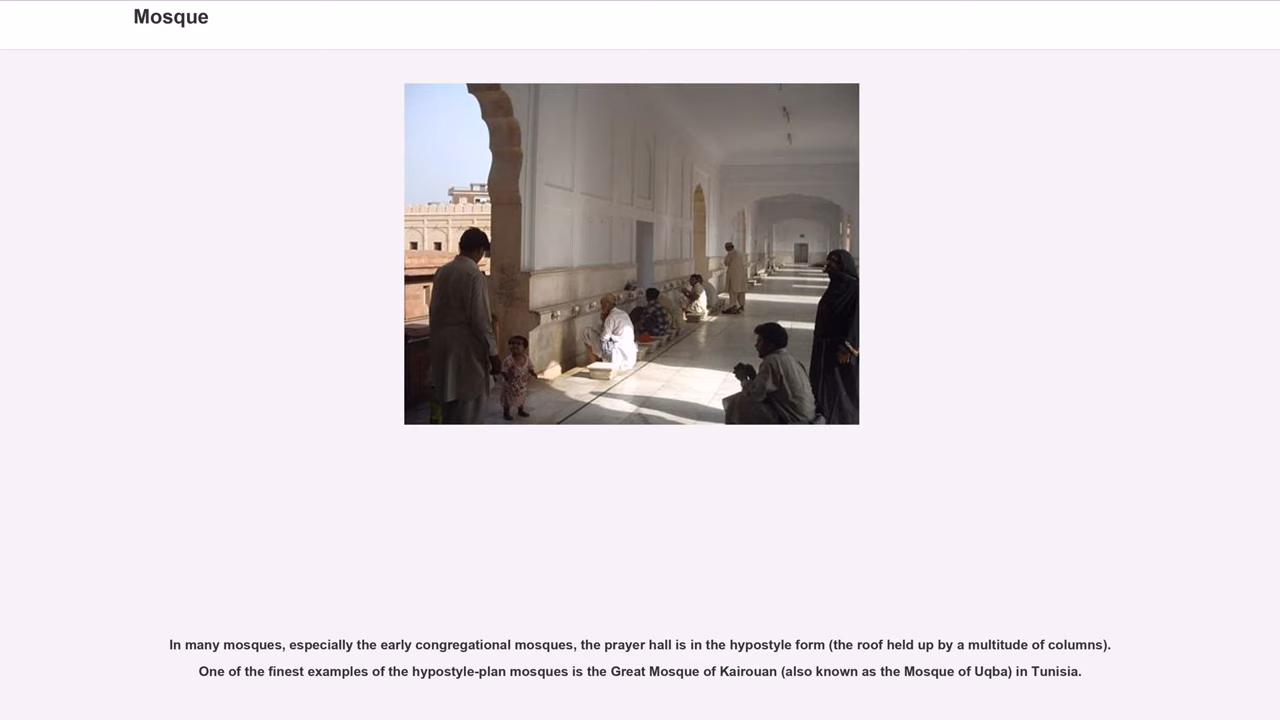 Mosque
In many mosques, especially the early congregational mosques, the prayer hall is in the hypostyle form (the roof held up by a multitude of columns).
One of the finest examples of the hypostyle-plan mosques is the Great Mosque of Kairouan (also known as the Mosque of Uqba) in Tunisia.